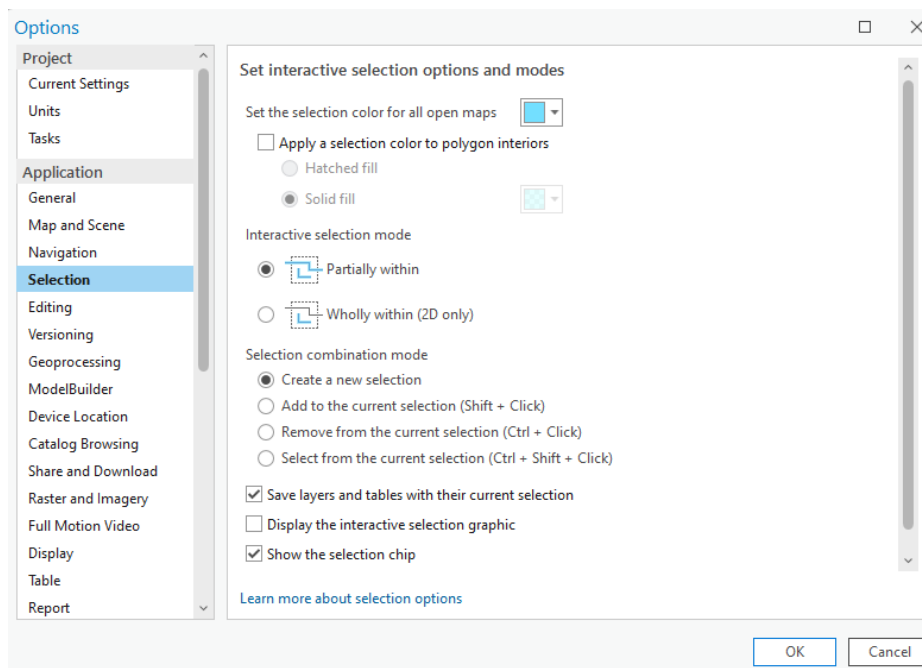 Options
Project
Current Settings
Units
Tasks
Application
General
Map and Scene
Navigation
Selection
Editing
Versioning
Geoprocessing
ModelBuilder
Device Location
Catalog Browsing
Share and Download
Raster and Imagery
Full Motion Video
Display
Table
Report
Set interactive selection options and modes
Set the selection color for all open maps
Apply a selection color to polygon interiors
Hatched fill
Solid fill
Interactive selection mode
Partially within
Wholly within (2D only)
Selection combination mode
Create a new selection
Add to the current selection (Shift + Click)
Remove from the current selection (Ctrl + Click)
Select from the current selection (Ctrl + Shift + Click)
Save layers and tables with their current selection
Display the interactive selection graphic
Show the selection chip
Learn more about selection options
OK
Cancel